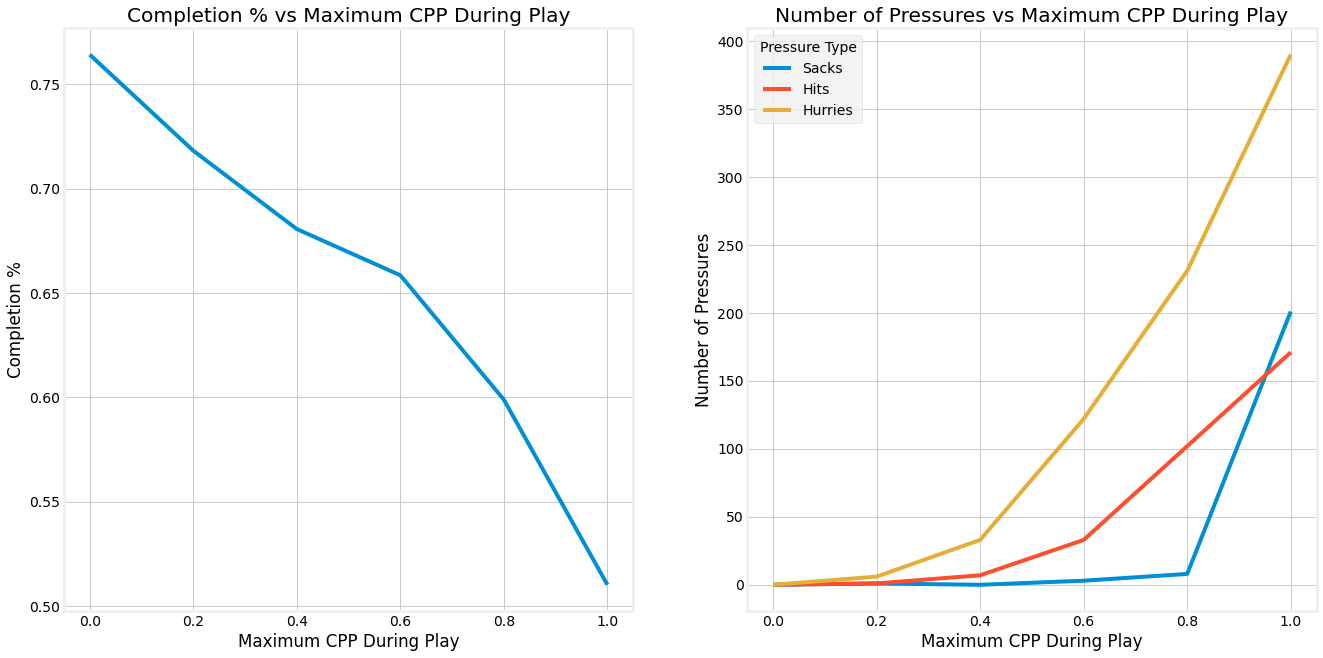 Completion % vs Maximum CPP During Play
Completion %
0.75
0.70
0.65
0.60
0.55
0.50
0.0 0.2 0.4 0.6 0.8 1.0
Maximum CPP During Play
Number of Pressures vs Maximum CPP During Play
Pressure Type
Sacks
Hits
Hurries
Number of Pressures
400
350
300
250
200
150
100
50
0
0.0 0.2 0.4 0.6 0.8 1.0
Maximum CPP During Play